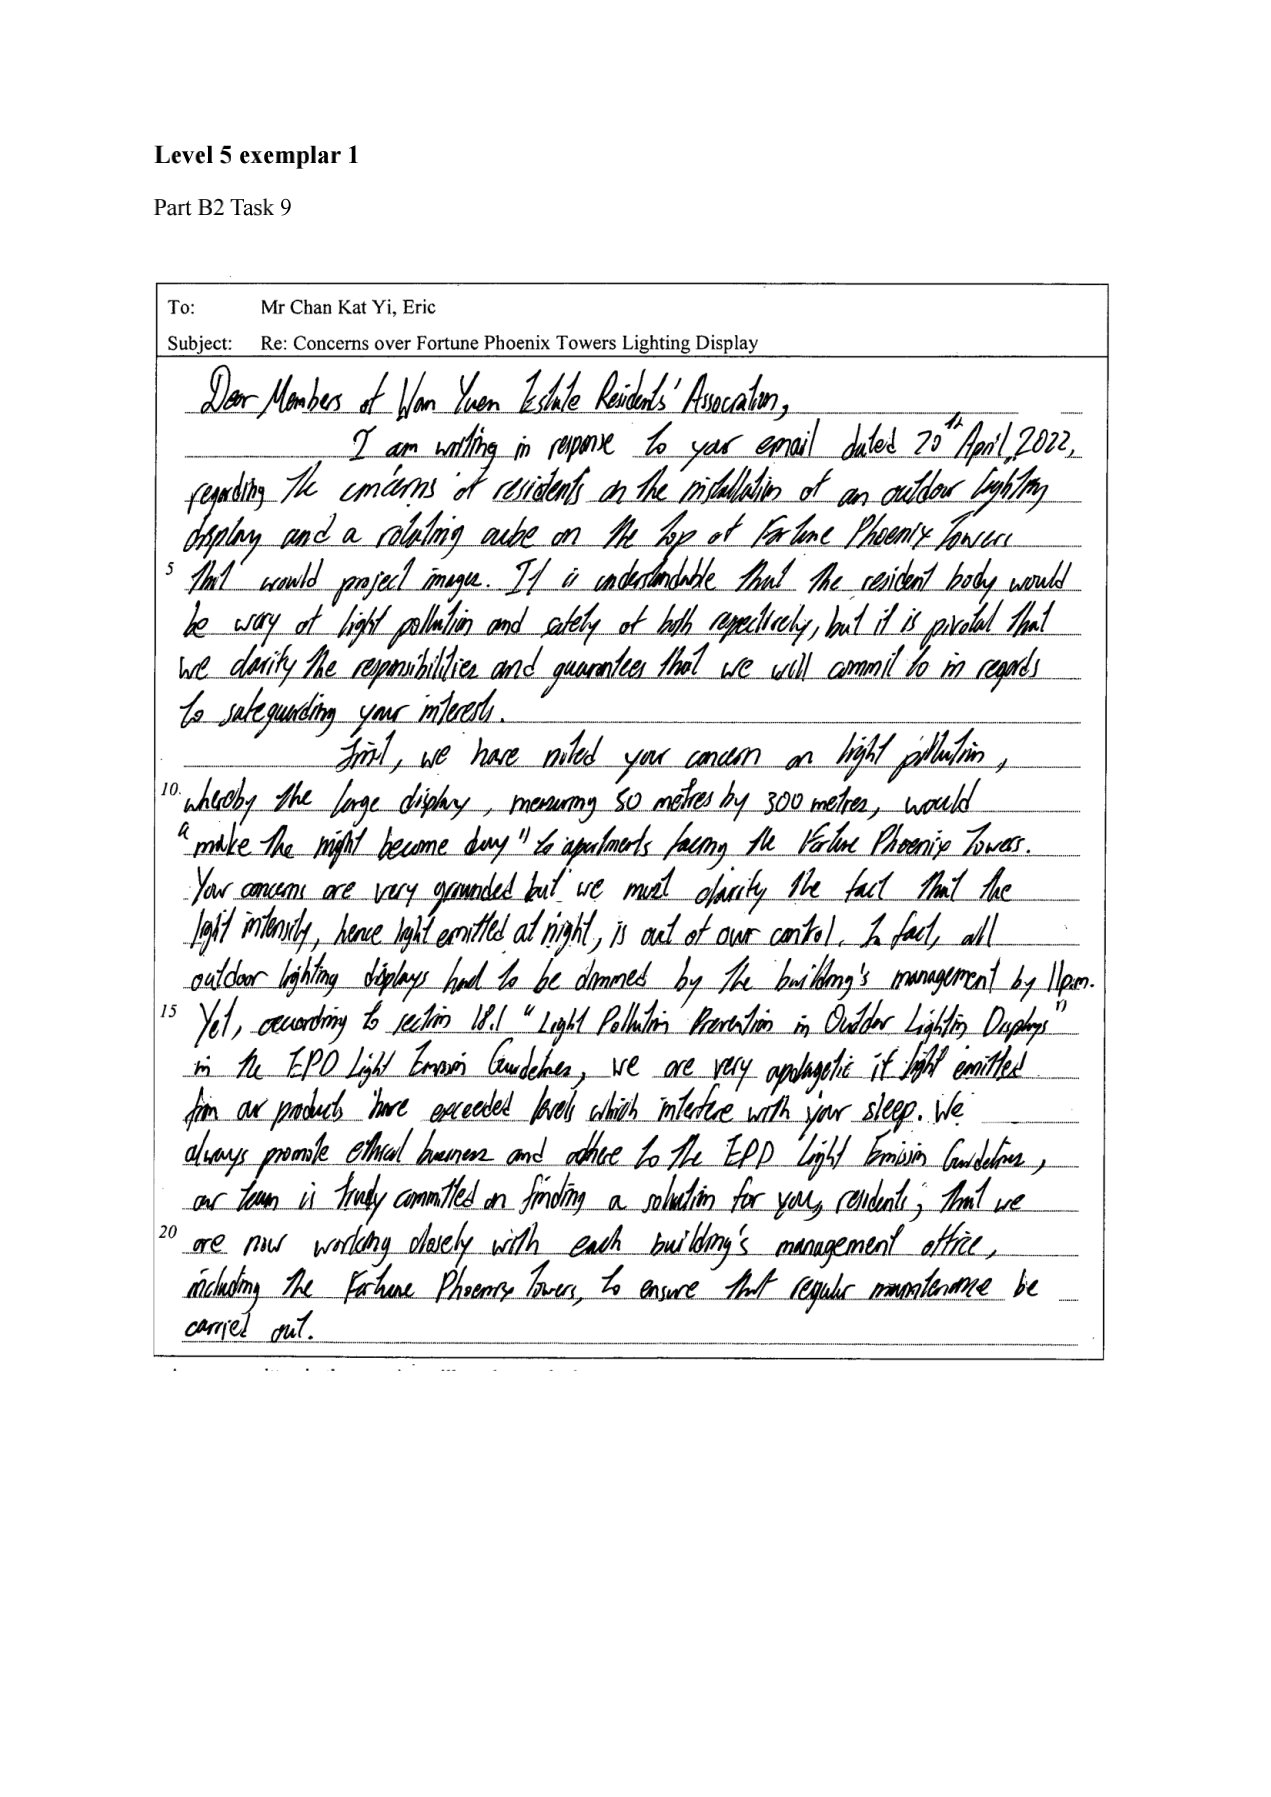 Level 5 exemplar 1
Part B2 Task 9
To: Mr Chan Kat Yi, Eric
Subject: Re: Concerns over Fortune Phoenix Towers Lighting Display
Dear Members of Wan Yuen Estate Residents' Association,
I am writing in response to your email dated 20th April, 2022,
regarding the concerns of residents on the installation of an outdoor lighting
display and a rotating cube on the top of Fortune Phoenix Towers
5 that would project images. It is understandable that the resident body would
be wary of light pollution and safety of both respectively, but it is pivotal that
we clarify the responsibilities and guarantees that we will commit to in regards
to safeguarding your interests.
First, we have noted your concern on light pollution,
10. whereby the large display, measuring 50 metres by 300 metres, would
"make the night become day" to apartments facing the Fortune Phoenix Towers.
Your concerns are very grounded but we must clarify the fact that the
light intensity, hence light emitted at night, is out of our control. In fact, all
outdoor lighting displays had to be dimmed by the building's management by 11p.m.
15 Yet, according to section 18.1 "Light Pollution Prevention in Outdoor Lighting Displays"
in the EPD Light Emission Guidelines, we are very apologetic if light emitted
from our products have exceeded levels which interfere with your sleep. We
always promote ethical business and adhere to the EPD Light Emission Guidelines,
our team is truly committed on finding a solution for you, residents; that we
20 are now working closely with each building's management office,
including the Fortune Phoenix Towers, to ensure that regular maintenance be
carried out.